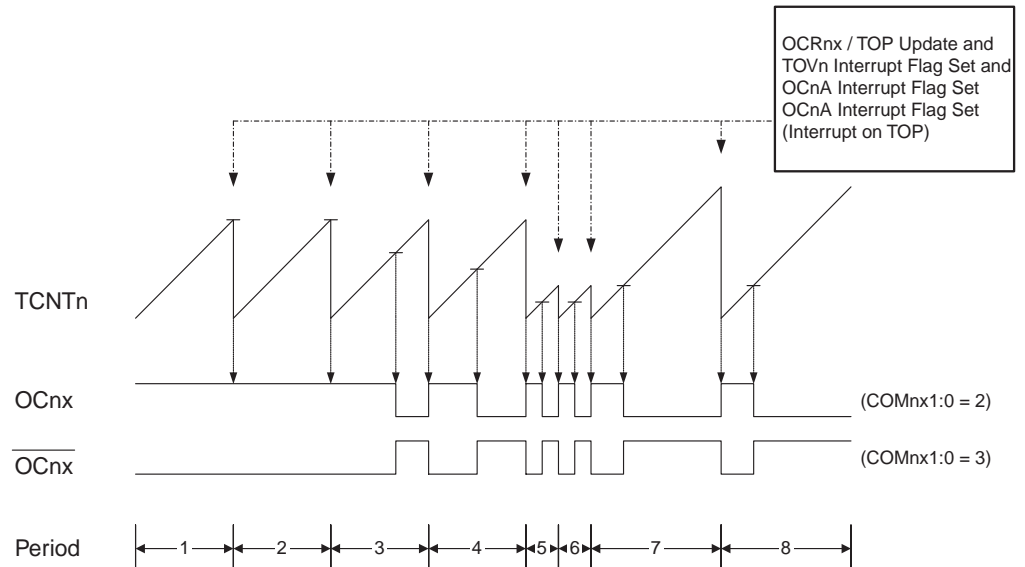 OCRnx / TOP Update and
TOVn Interrupt Flag Set and
OCnA Interrupt Flag Set
OCnA Interrupt Flag Set
(Interrupt on TOP)
TCNTn
OCnx
(COMnx1:0 = 2)
OCnx
(COMnx1:0 = 3)
Period
1
2
3
4
5
6
7
8